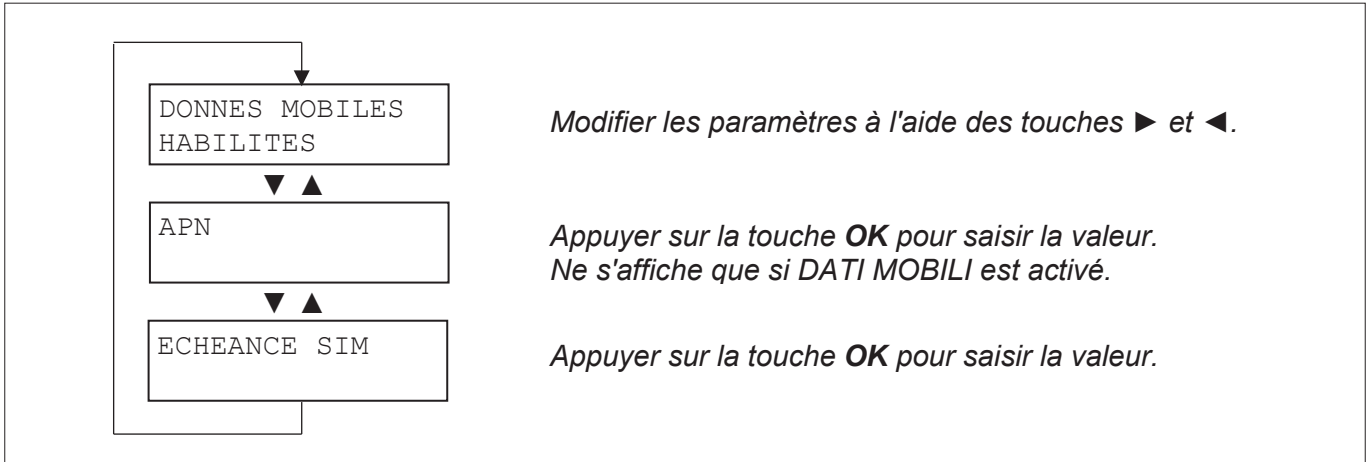 DONNES MOBILES
HABILITES
Modifier les paramètres à l'aide des touches ► et ◄.
▼ ▲
APN
Appuyer sur la touche OK pour saisir la valeur.
Ne s'affiche que si DATI MOBILI est activé.
▼ ▲
ECHEANCE SIM
Appuyer sur la touche OK pour saisir la valeur.